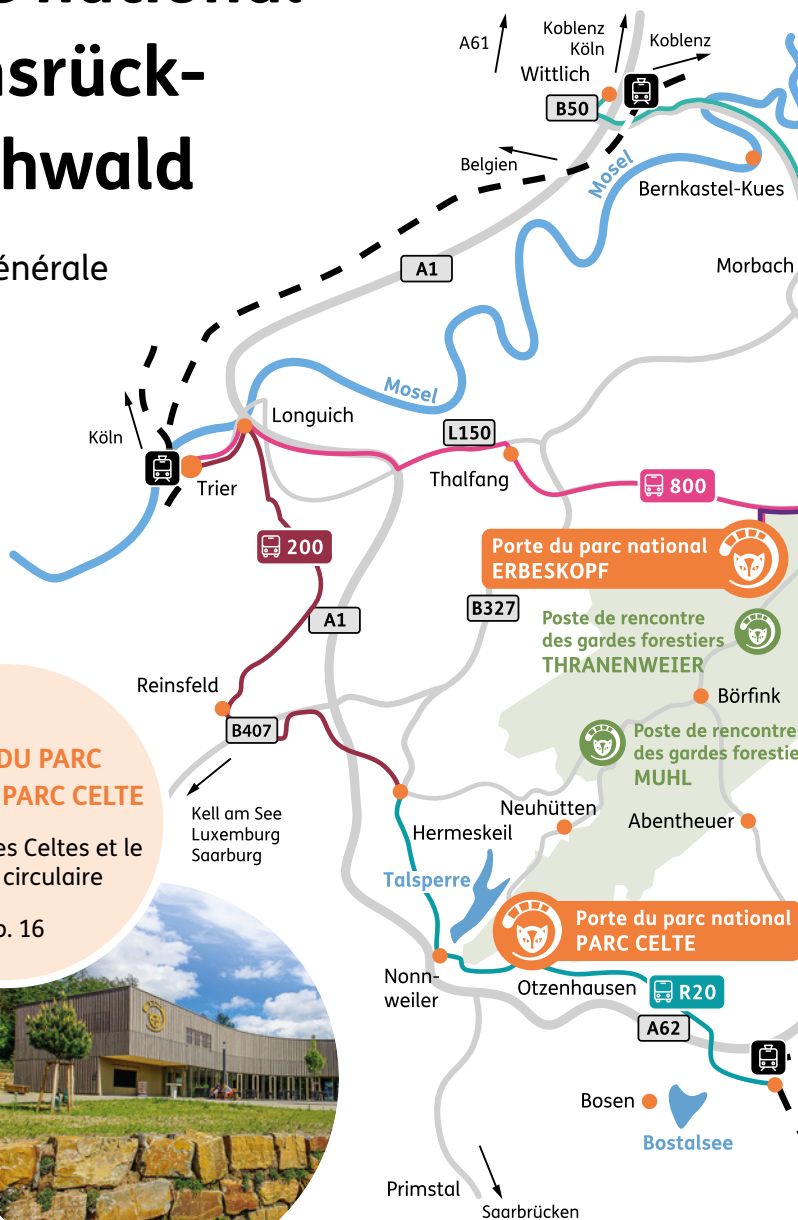 nsrück-
hwald
énérale
A61
Koblenz
Köln
Koblenz
Wittlich
B50
Belgien
Mosel
Bernkastel-Kues
A1
Morbach
Mosel
Longuich
Köln
L150
Thalfang
Trier
800
200
Porte du parc national
ERBESKOPF
B327
A1
Poste de rencontre
des gardes forestiers
THRANENWEIER
Reinsfeld
Börfink
B407
Poste de rencontre
des gardes forestie
MUHL
DU PARC
PARC CELTE
Kell am See
Luxemburg
Saarburg
Neuhütten
Abentheuer
Hermeskeil
es Celtes et le
circulaire
Talsperre
p. 16
Porte du parc national
PARC CELTE
Nonn-
weiler
Otzenhausen
R20
A62
Bosen
Bostalsee
Primstal
Saarbrücken